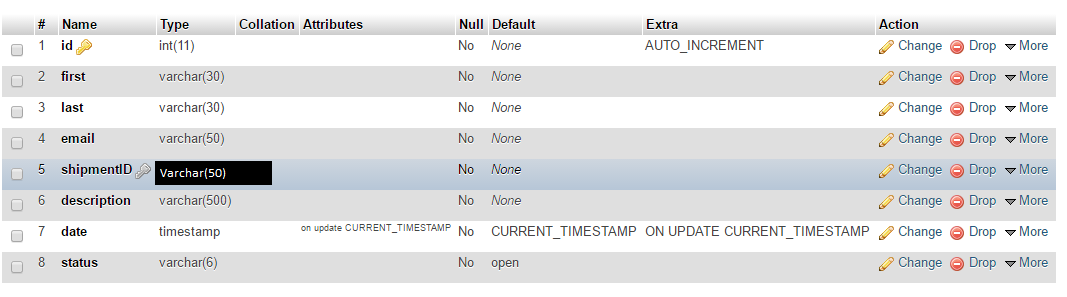 # Name Type Collation Attributes Null Default Extra Action
1 id int(11) No None AUTO_INCREMENT Change Drop More
2 first varchar(30) No None Change Drop More
3 last varchar(30) No None Change Drop More
4 email varchar(50) No None Change Drop More
5 shipmentID Varchar(50) No None Change Drop More
6 description varchar(500) No None Change Drop More
7 date timestamp on update CURRENT_TIMESTAMP No CURRENT_TIMESTAMP ON UPDATE CURRENT_TIMESTAMP Change Drop More
8 status varchar(6) No open Change Drop More